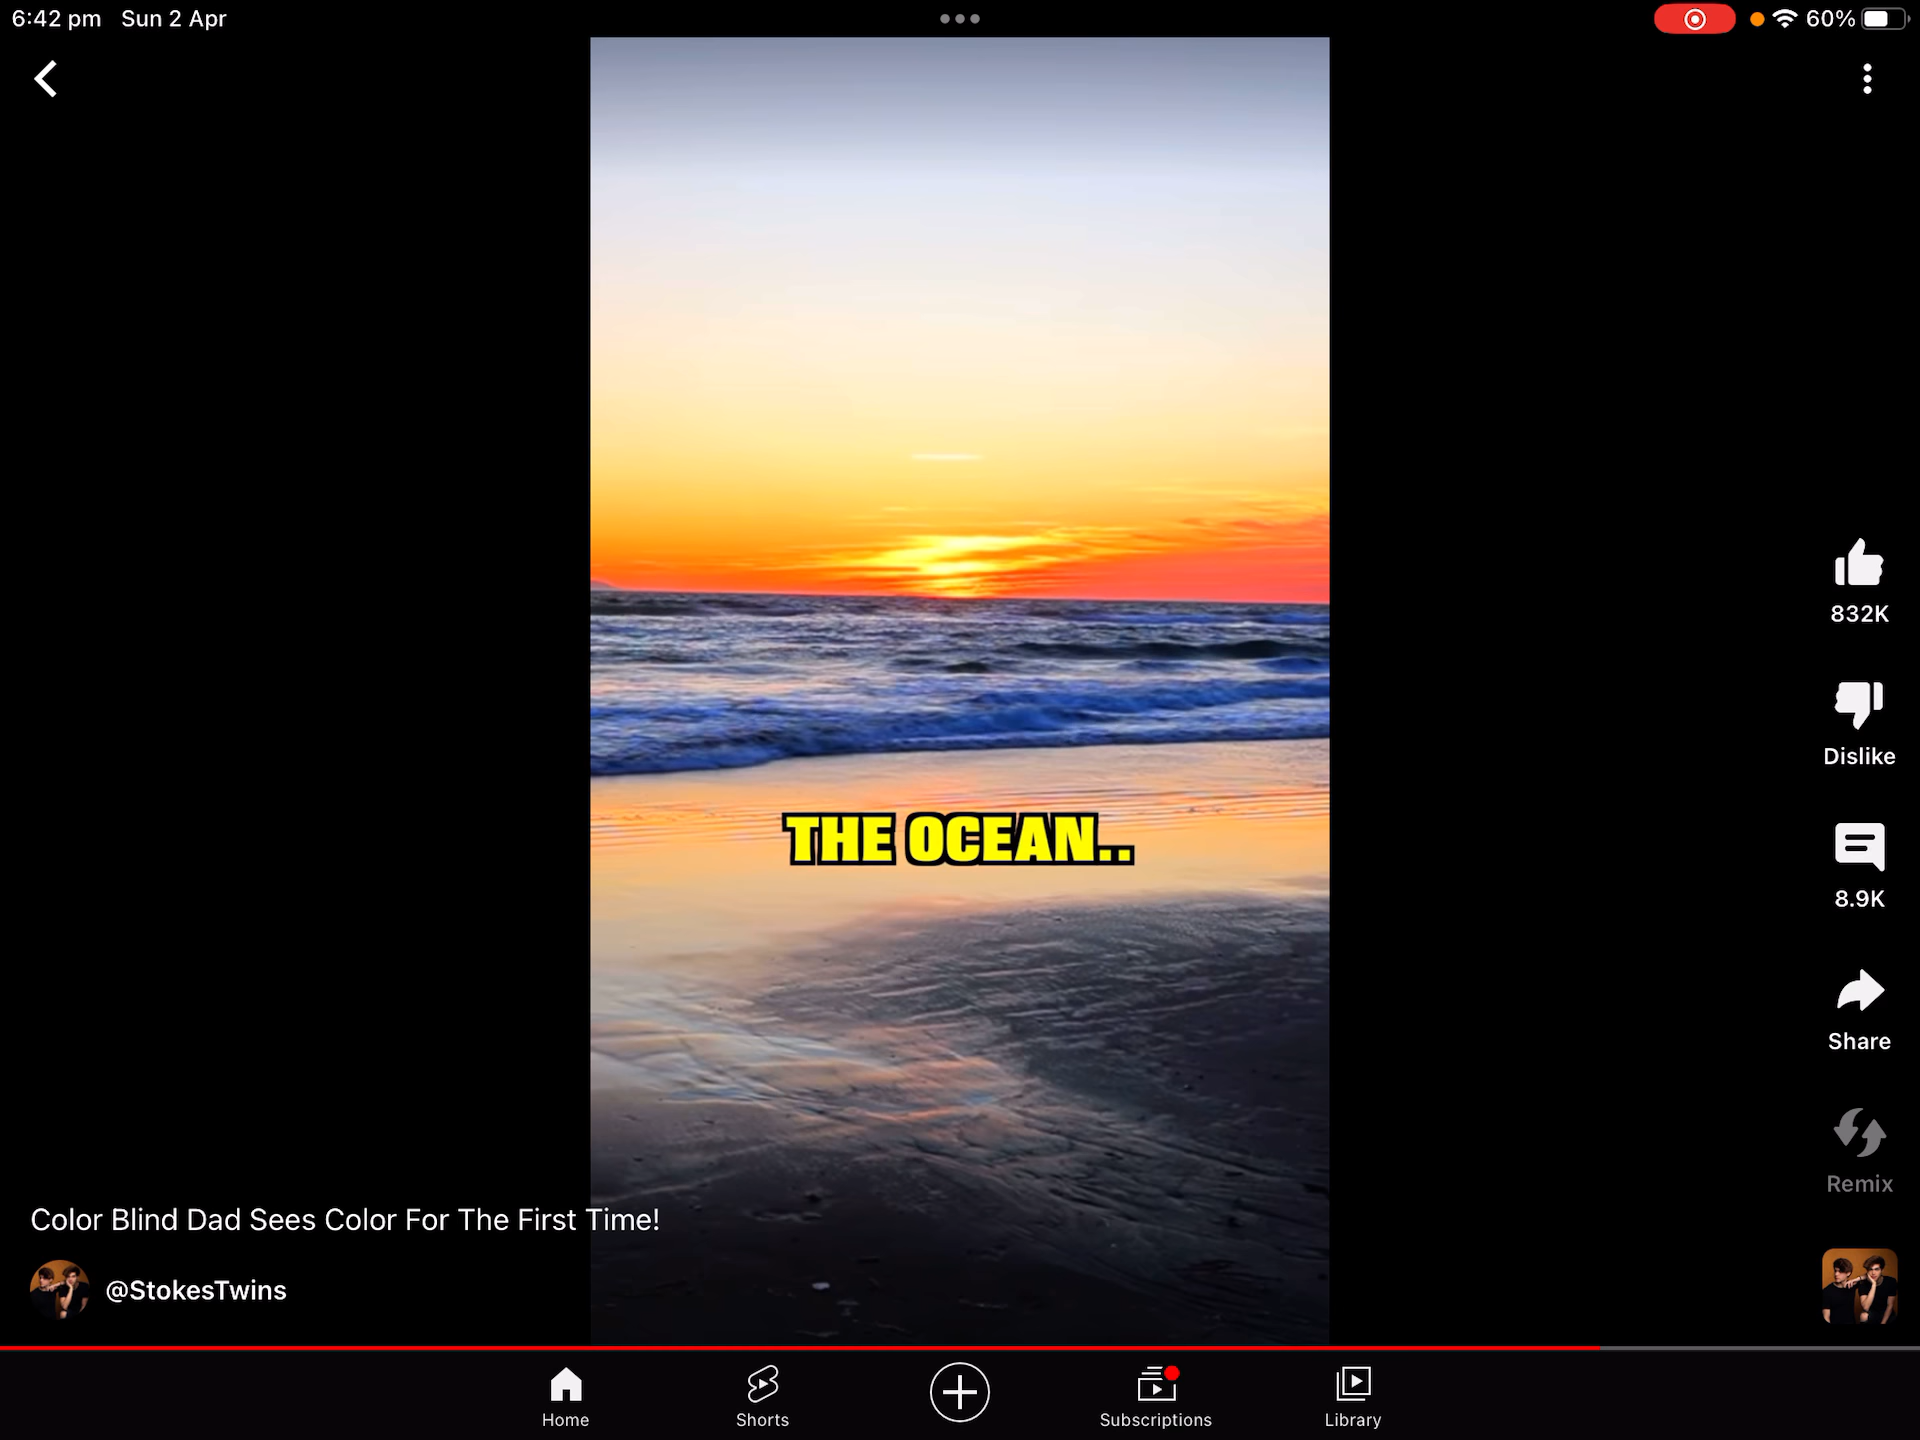 6:42 pm Sun 2 Apr
60%
THE OCEAN..
832K
Dislike
8.9K
Share
Remix
Color Blind Dad Sees Color For The First Time!
@StokesTwins
Home Shorts Subscriptions Library